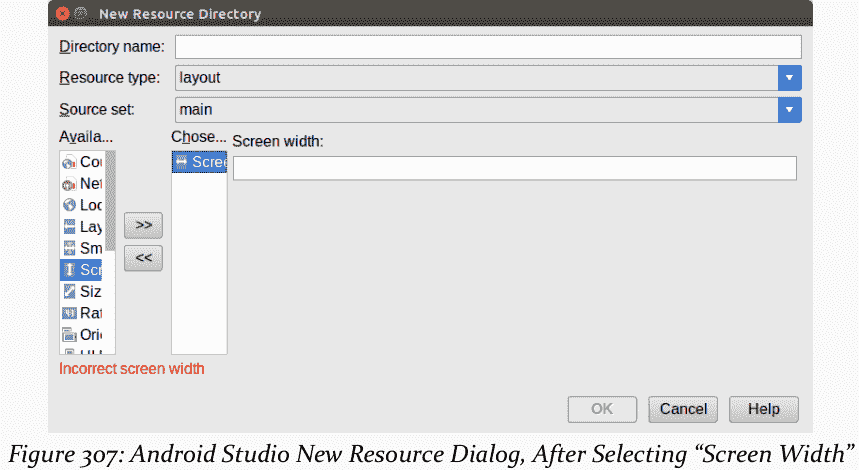 New Resource Directory
Directory name:
Resource type: layout
Source set: main
Availa... Chose... Screen width:
Cou Scree
Net
Loc
Lay
>>
Sm
<<
Scr
Siz
Rat
Orie
Incorrect screen width
OK Cancel Help
Figure 307: Android Studio New Resource Dialog, After Selecting “Screen Width”